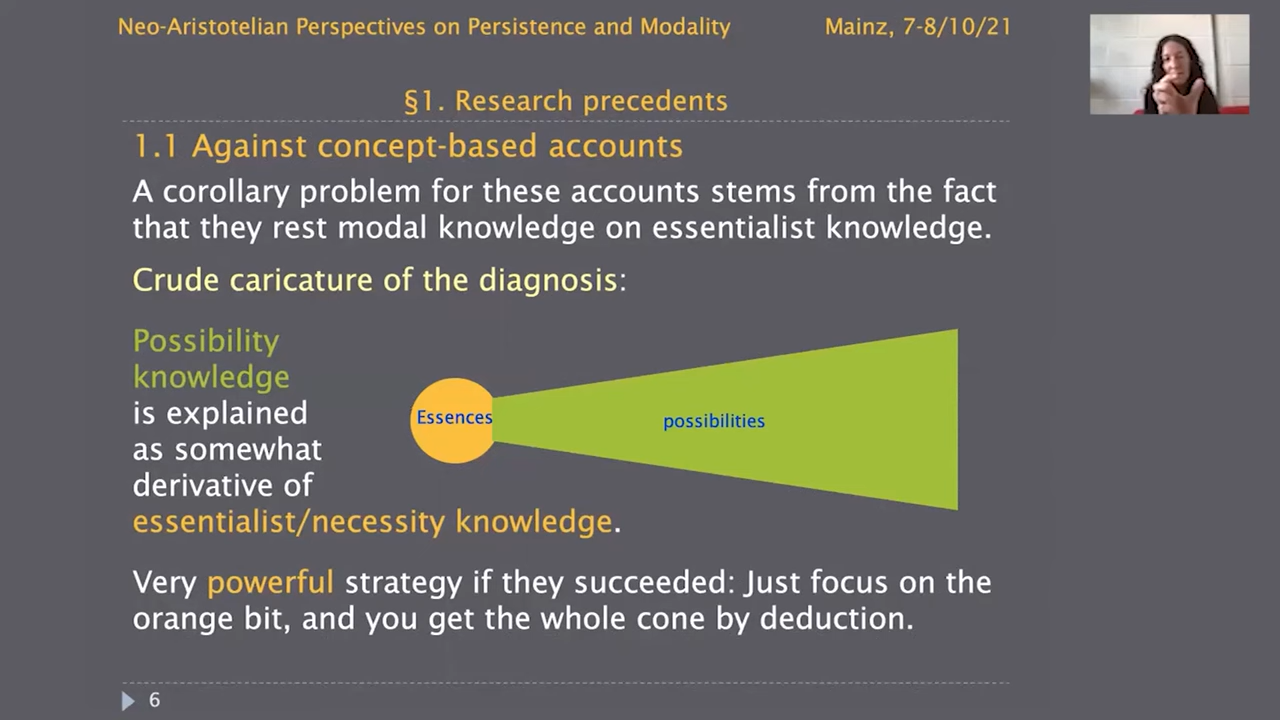 Neo-Aristotelian Perspectives on Persistence and Modality Mainz, 7-8/10/21
§1. Research precedents
1.1 Against concept-based accounts
A corollary problem for these accounts stems from the fact
that they rest modal knowledge on essentialist knowledge.
Crude caricature of the diagnosis:
Possibility
knowledge
is explained
as somewhat
derivative of
essentialist/necessity knowledge.
Essences
possibilities
Very powerful strategy if they succeeded: Just focus on the
orange bit, and you get the whole cone by deduction.
6